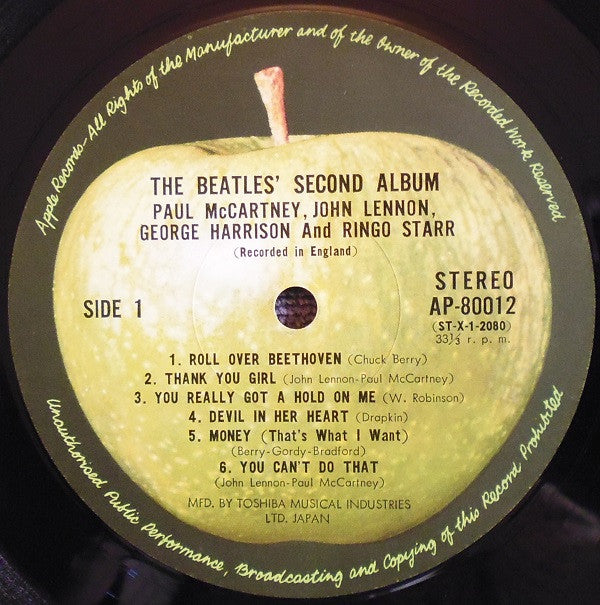 Apple Records–All Rights of the Manufacturer and of the Owner of the Recorded Work Reserved
THE BEATLES' SECOND ALBUM
PAUL McCARTNEY, JOHN LENNON,
GEORGE HARRISON And RINGO STARR
(Recorded in England)
SIDE 1
STEREO
AP-80012
(ST-X-1-2080)
33⅓ r. p. m.
1. ROLL OVER BEETHOVEN (Chuck Berry)
2. THANK YOU GIRL (John Lennon-Paul McCartney)
3. YOU REALLY GOT A HOLD ON ME (W. Robinson)
4. DEVIL IN HER HEART (Drapkin)
5. MONEY (That's What I Want)
(Berry-Gordy-Bradford)
6. YOU CAN'T DO THAT
(John Lennon-Paul McCartney)
MFD. BY TOSHIBA MUSICAL INDUSTRIES
LTD. JAPAN
Unauthorised Public Performance, Broadcasting and Copying of this Record Prohibited